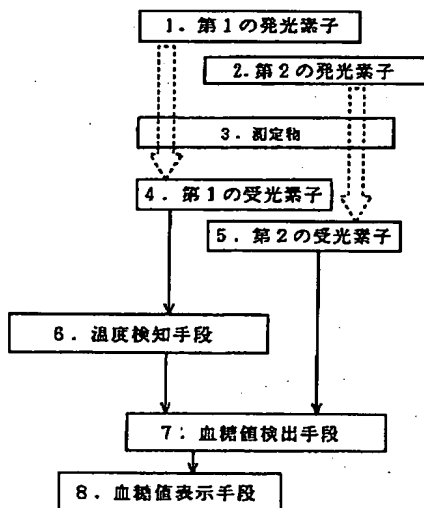 1．第1の発光素子
2.第2の発光素子
3．測定物
4．第1の受光素子
5．第2の受光素子
6．温度検知手段
7：血糖値検出手段
8．血糖値表示手段